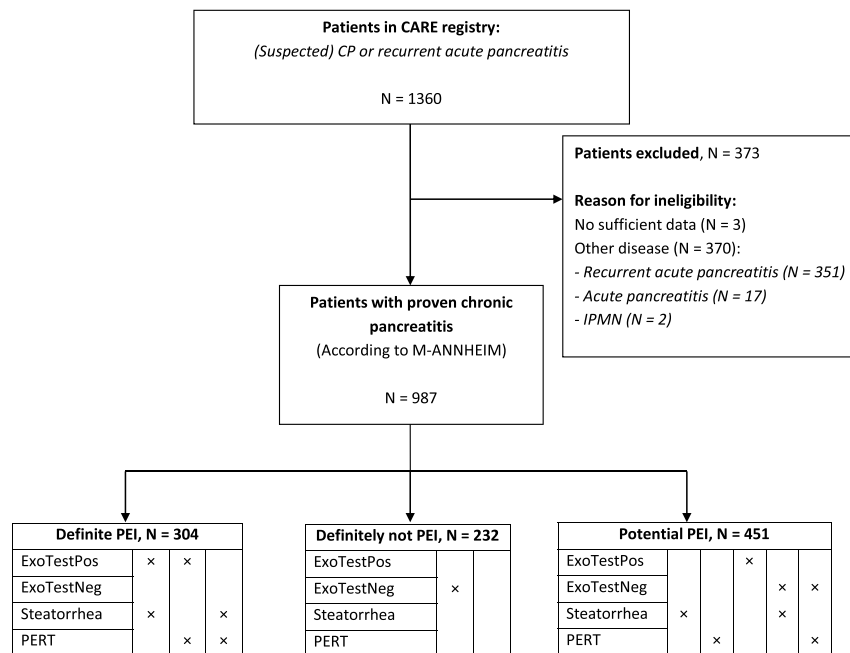 Patients in CARE registry:
(Suspected) CP or recurrent acute pancreatitis
N = 1360
Patients excluded, N = 373
Reason for ineligibility:
No sufficient data (N = 3)
Other disease (N = 370):
- Recurrent acute pancreatitis (N = 351)
- Acute pancreatitis (N = 17)
- IPMN (N = 2)
Patients with proven chronic
pancreatitis
(According to M-ANNHEIM)
N = 987
Definite PEI, N = 304
ExoTestPos × ×
ExoTestNeg
Steatorrhea × ×
PERT × ×
Definitely not PEI, N = 232
ExoTestPos
ExoTestNeg ×
Steatorrhea
PERT
Potential PEI, N = 451
ExoTestPos ×
ExoTestNeg × ×
Steatorrhea × ×
PERT × ×